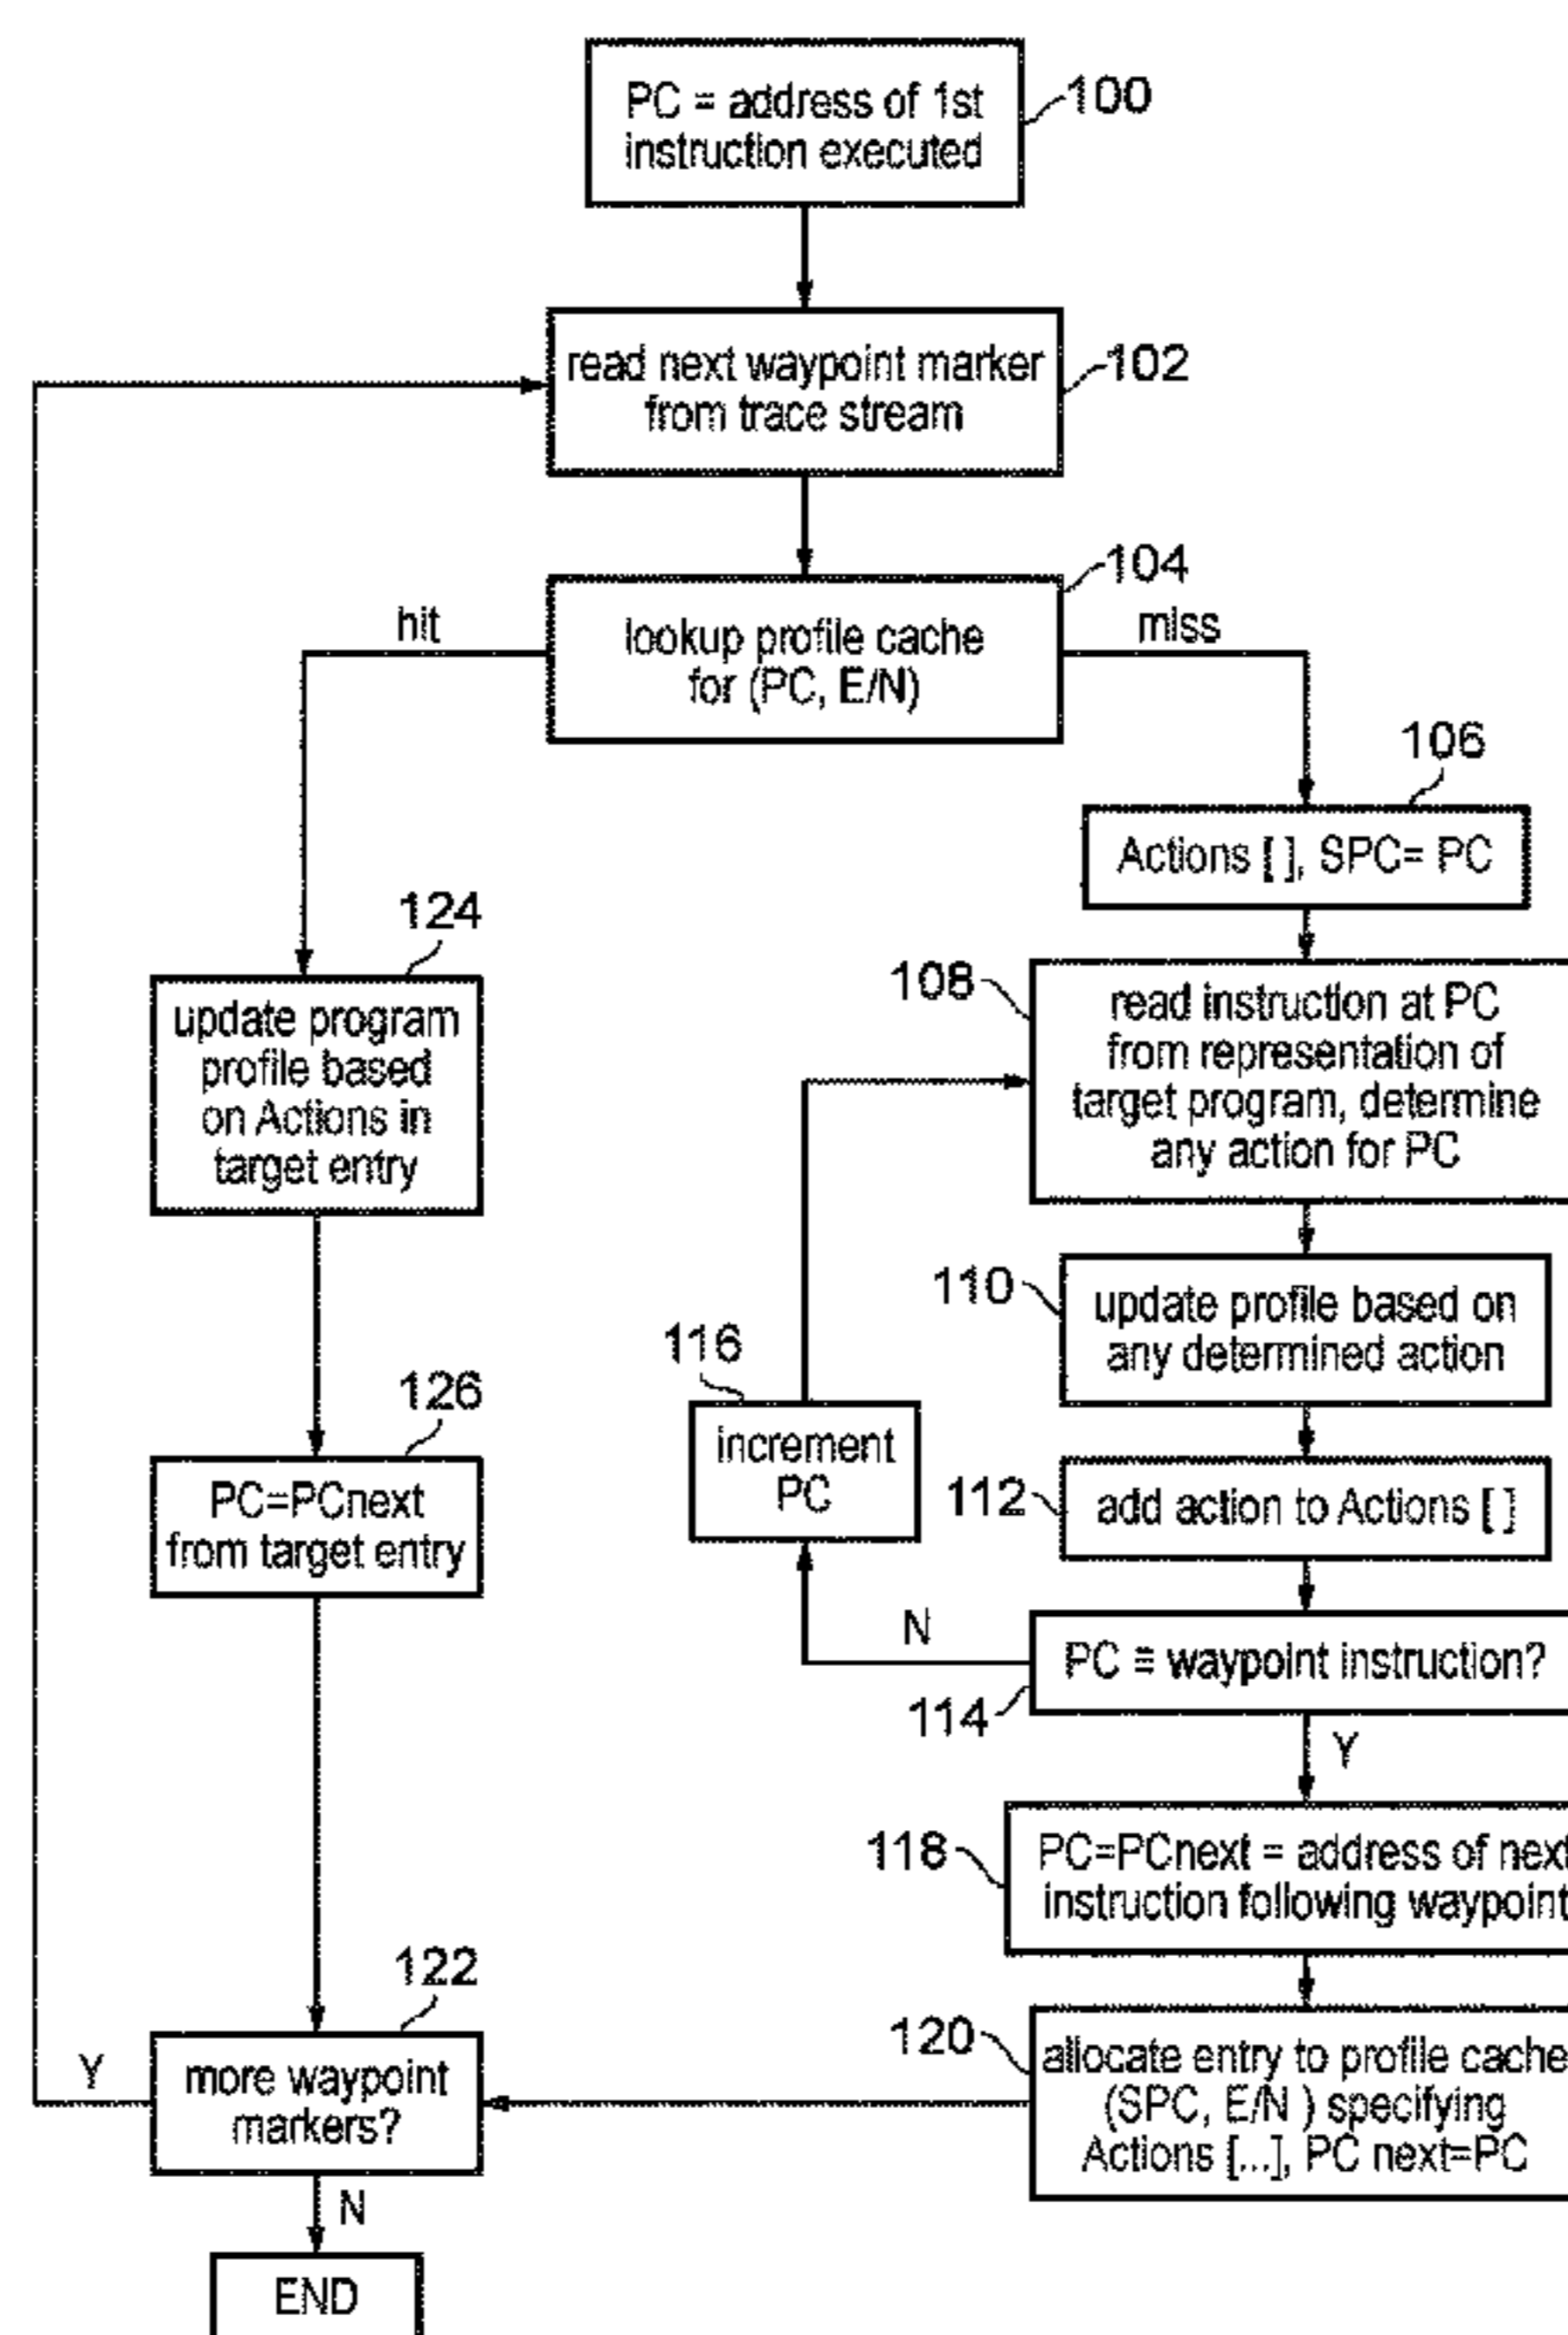 PC = address of 1st
instruction executed
100
read next waypoint marker
from trace stream
102
104
hit
lookup profile cache
for (PC, E/N)
miss
106
Actions [ ], SPC= PC
124
update program
profile based
on Actions in
target entry
108
read instruction at PC
from representation of
target program, determine
any action for PC
110
update profile based on
any determined action
116
increment
PC
126
PC=PCnext
from target entry
112
add action to Actions [ ]
N
PC = waypoint instruction?
114
Y
118
PC=PCnext = address of next
instruction following waypoint
122
Y
more waypoint
markers?
120
allocate entry to profile cache
(SPC, E/N ) specifying
Actions [...], PC next=PC
N
END